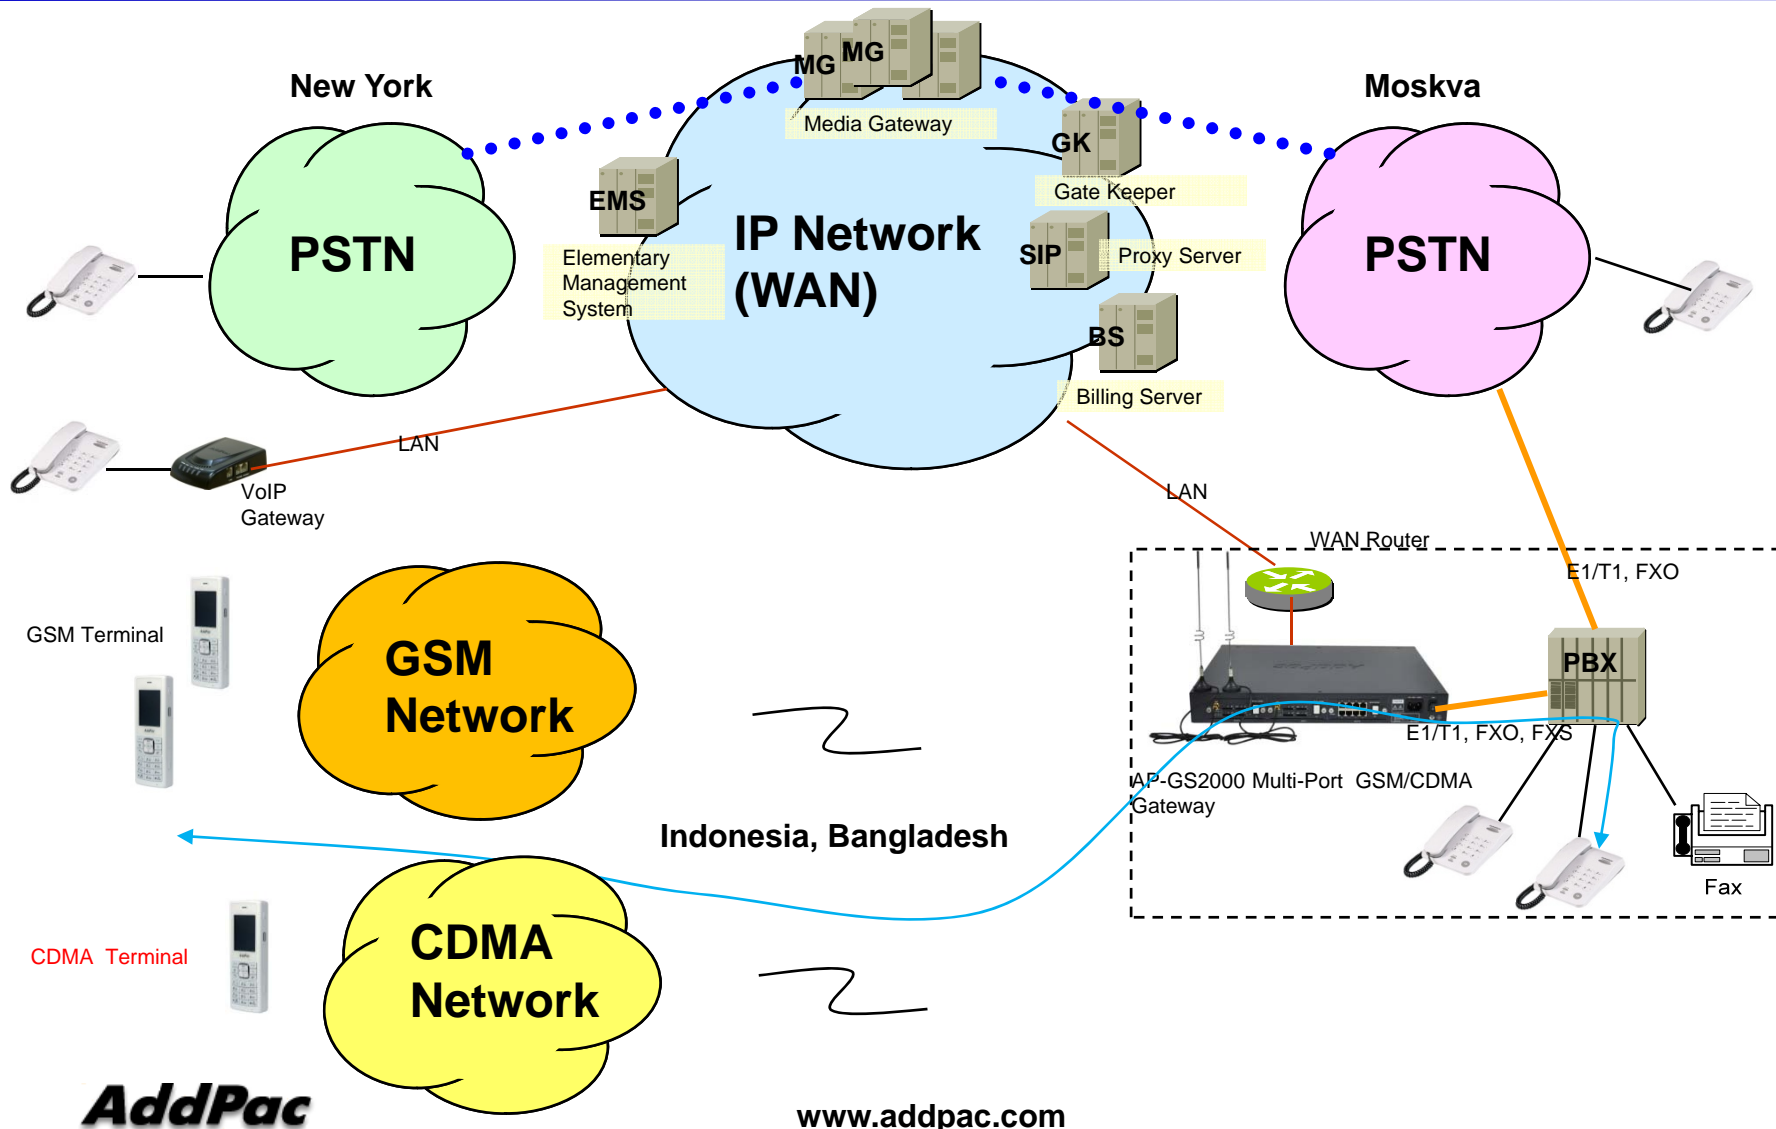 New York
MG
MG
Moskva
Media Gateway
GK
Gate Keeper
EMS
PSTN
IP Network
(WAN)
SIP
Proxy Server
PSTN
Elementary
Management
System
BS
Billing Server
LAN
VoIP
Gateway
LAN
WAN Router
E1/T1, FXO
GSM Terminal
GSM
Network
PBX
E1/T1, FXO, FXS
AP-GS2000 Multi-Port GSM/CDMA
Gateway
Indonesia, Bangladesh
Fax
CDMA Terminal
CDMA
Network
AddPac
www.addpac.com